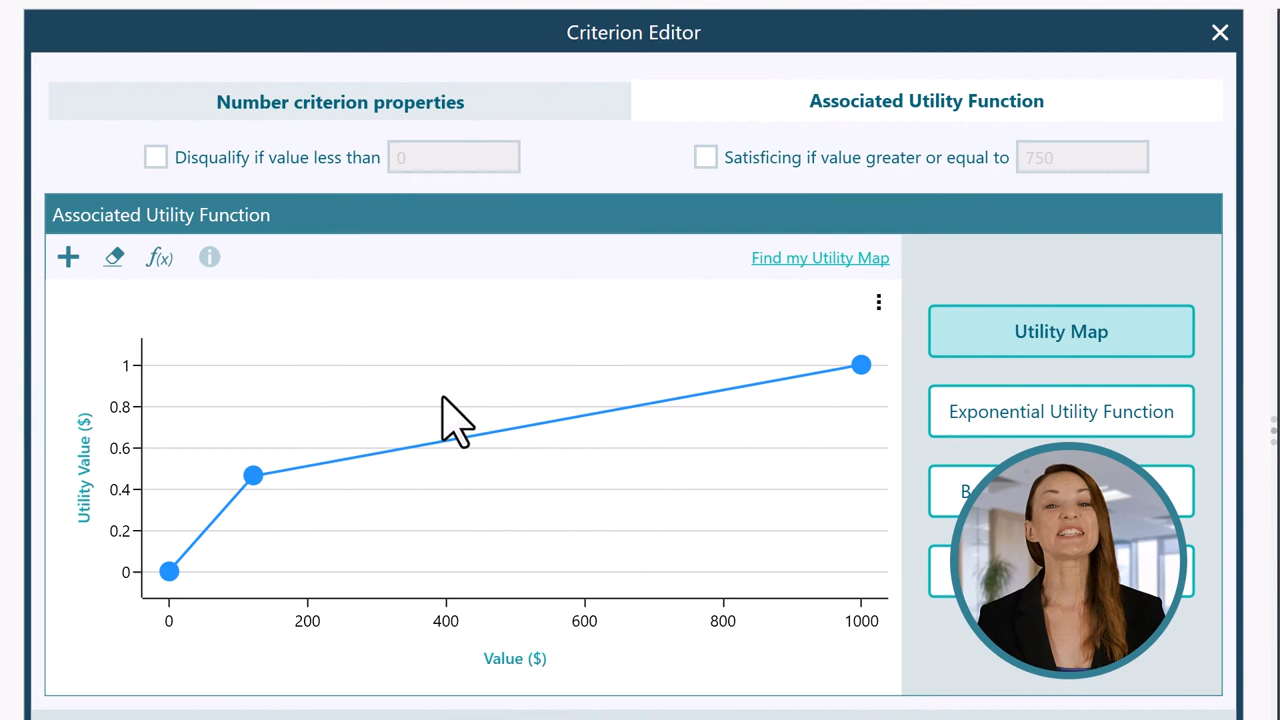 Criterion Editor
Number criterion properties
Associated Utility Function
Disqualify if value less than 0
Satisficing if value greater or equal to 750
Associated Utility Function
f(x)
Find my Utility Map
Utility Map
Exponential Utility Function
1
0.8
0.6
0.4
0.2
0
Utility Value ($)
0 200 400 600 800 1000
Value ($)